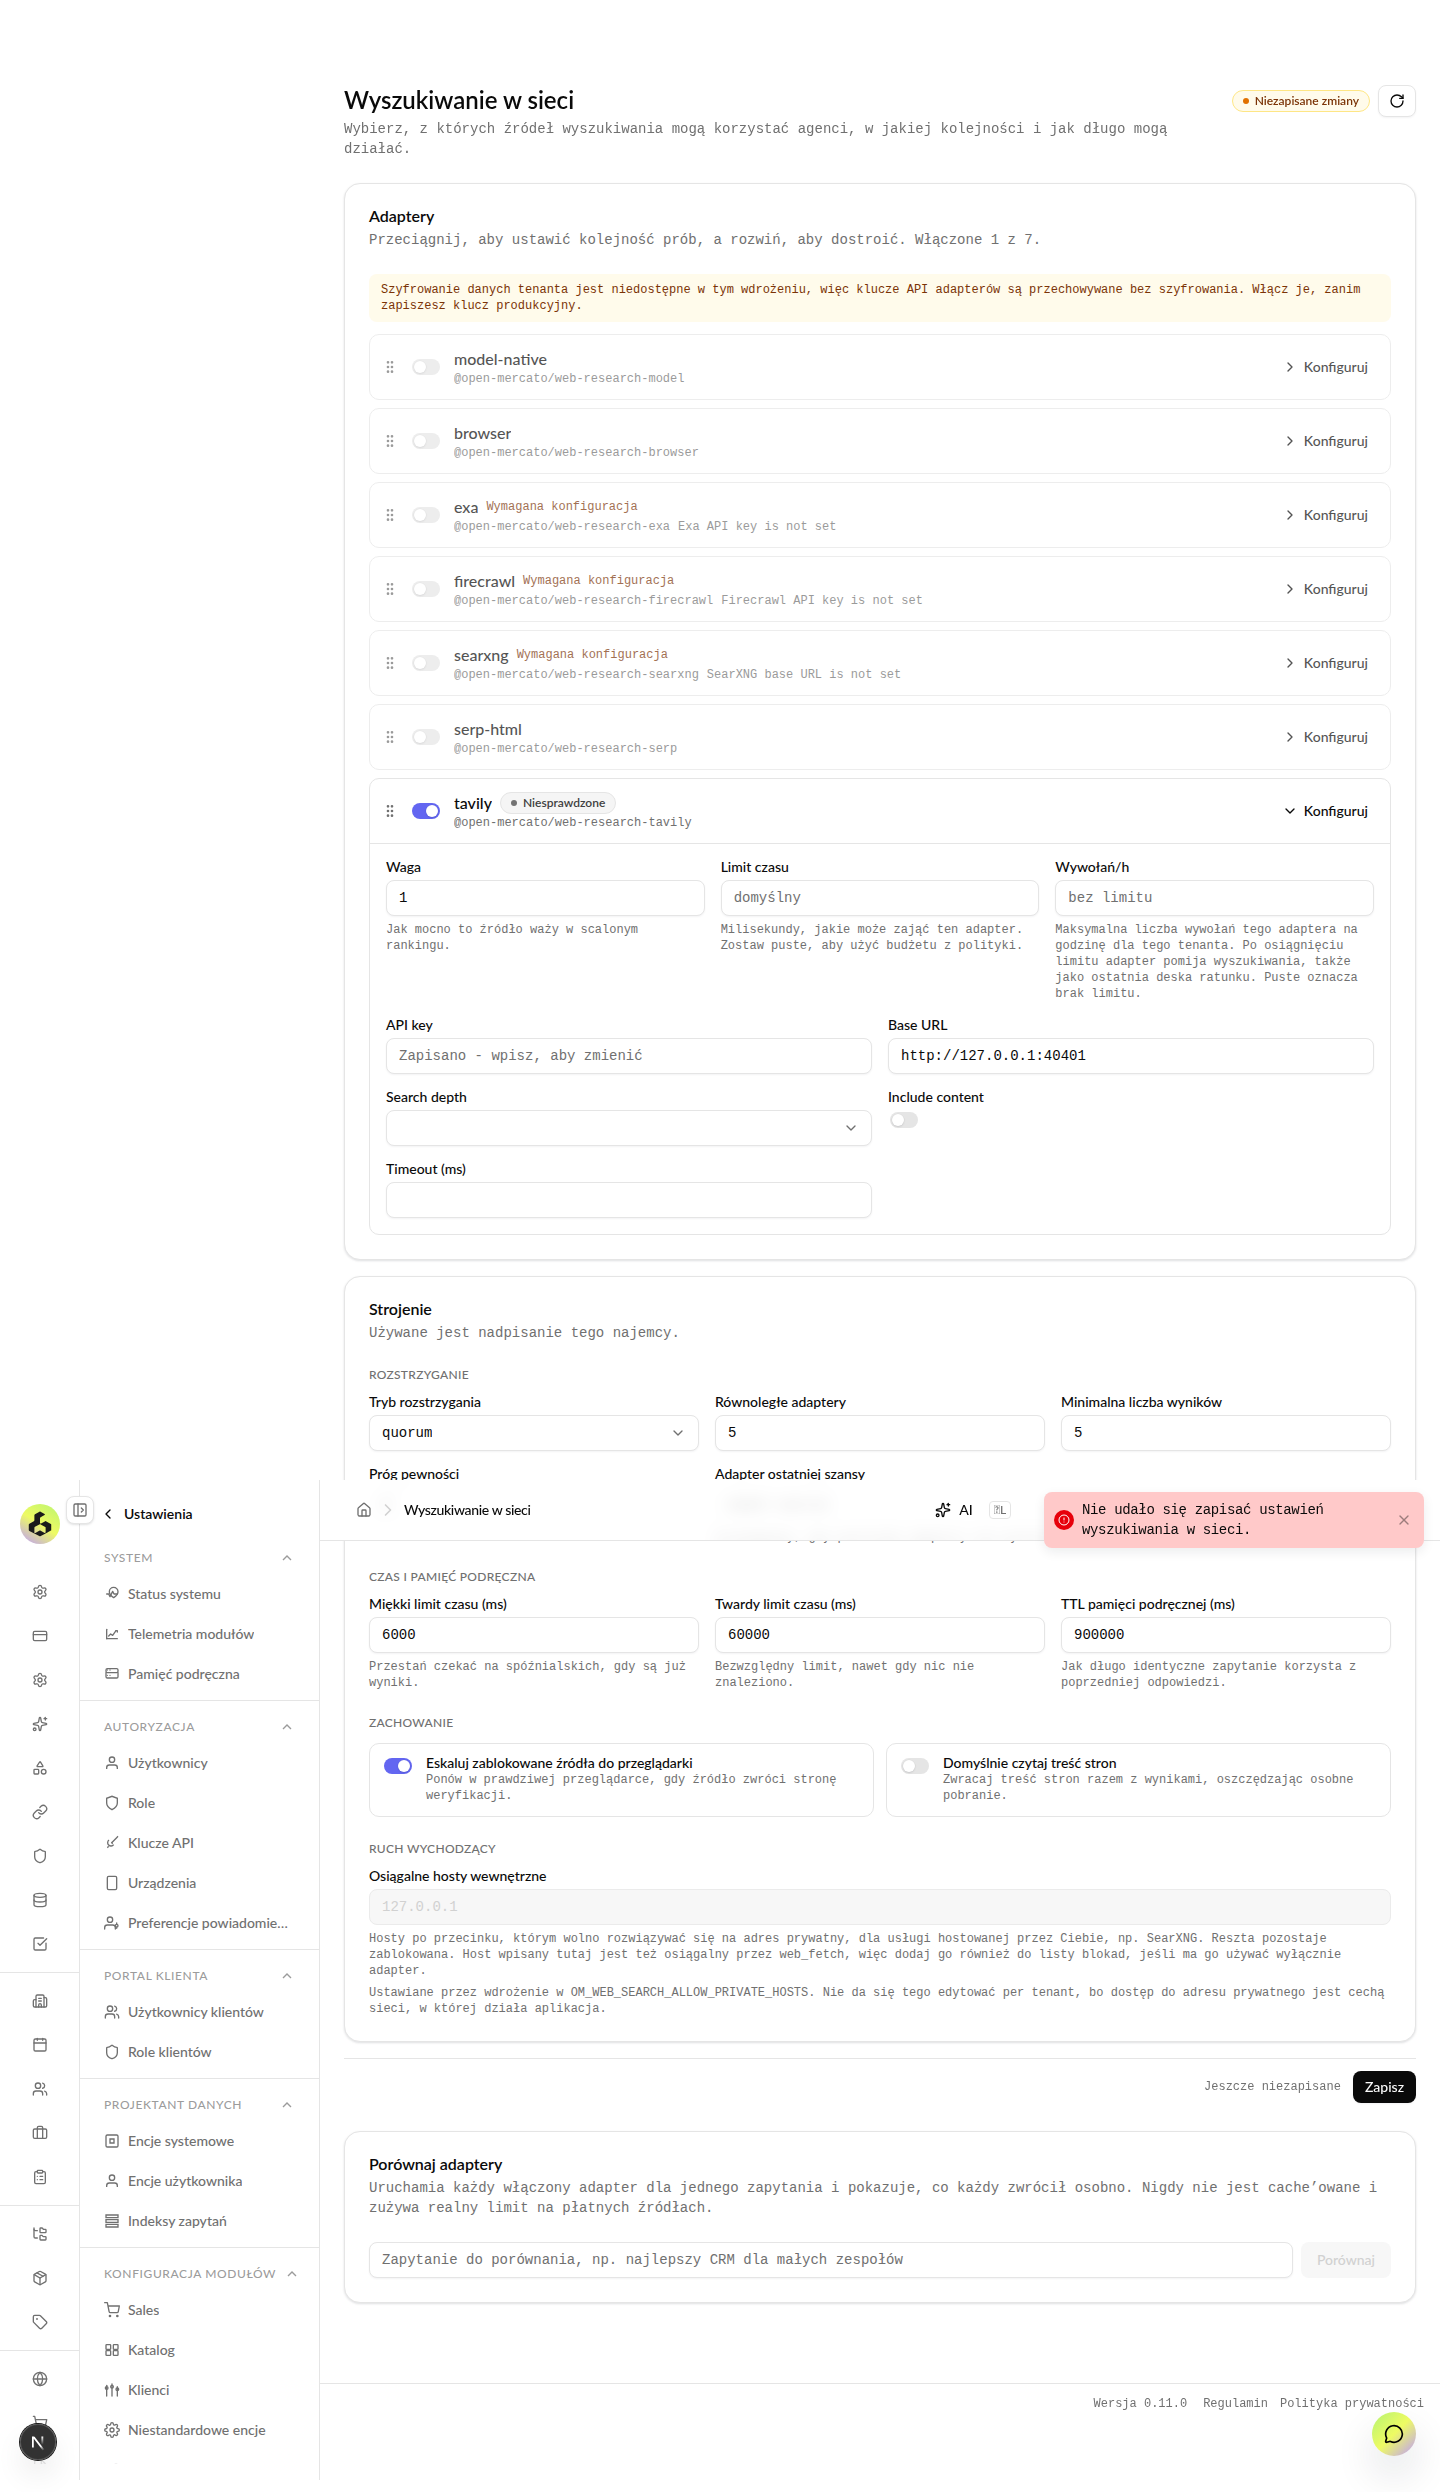 Wyszukiwanie w sieci
Niezapisane zmiany
Wybierz, z których źródeł wyszukiwania mogą korzystać agenci, w jakiej kolejności i jak długo mogą
działać.
Adaptery
Przeciągnij, aby ustawić kolejność prób, a rozwiń, aby dostroić. Włączone 1 z 7.
Szyfrowanie danych tenanta jest niedostępne w tym wdrożeniu, więc klucze API adapterów są przechowywane bez szyfrowania. Włącz je, zanim
zapiszesz klucz produkcyjny.
model-native
@open-mercato/web-research-model
Konfiguruj
browser
@open-mercato/web-research-browser
Konfiguruj
exa Wymagana konfiguracja
@open-mercato/web-research-exa Exa API key is not set
Konfiguruj
firecrawl Wymagana konfiguracja
@open-mercato/web-research-firecrawl Firecrawl API key is not set
Konfiguruj
searxng Wymagana konfiguracja
@open-mercato/web-research-searxng SearXNG base URL is not set
Konfiguruj
serp-html
@open-mercato/web-research-serp
Konfiguruj
tavily Niesprawdzone
@open-mercato/web-research-tavily
Konfiguruj
Waga
1
Jak mocno to źródło waży w scalonym
rankingu.
Limit czasu
domyślny
Milisekundy, jakie może zająć ten adapter.
Zostaw puste, aby użyć budżetu z polityki.
Wywołań/h
bez limitu
Maksymalna liczba wywołań tego adaptera na
godzinę dla tego tenanta. Po osiągnięciu
limitu adapter pomija wyszukiwania, także
jako ostatnia deska ratunku. Puste oznacza
brak limitu.
API key
Zapisano - wpisz, aby zmienić
Base URL
http://127.0.0.1:40401
Search depth
Include content
Timeout (ms)
Strojenie
Używane jest nadpisanie tego najemcy.
ROZSTRZYGANIE
Tryb rozstrzygania
quorum
Równoległe adaptery
5
Minimalna liczba wyników
5
Próg pewności
Adapter ostatniej szansy
Ustawienia
Wyszukiwanie w sieci
AI
L
Nie udało się zapisać ustawień
wyszukiwania w sieci.
SYSTEM
Status systemu
Telemetria modułów
Pamięć podręczna
AUTORYZACJA
Użytkownicy
Role
Klucze API
Urządzenia
Preferencje powiadomie...
PORTAL KLIENTA
Użytkownicy klientów
Role klientów
PROJEKTANT DANYCH
Encje systemowe
Encje użytkownika
Indeksy zapytań
KONFIGURACJA MODUŁÓW
Sales
Katalog
Klienci
Niestandardowe encje
N
CZAS I PAMIĘĆ PODRĘCZNA
Miękki limit czasu (ms)
6000
Przestań czekać na spóźnialskich, gdy są już
wyniki.
Twardy limit czasu (ms)
60000
Bezwzględny limit, nawet gdy nic nie
znaleziono.
TTL pamięci podręcznej (ms)
900000
Jak długo identyczne zapytanie korzysta z
poprzedniej odpowiedzi.
ZACHOWANIE
Eskaluj zablokowane źródła do przeglądarki
Ponów w prawdziwej przeglądarce, gdy źródło zwróci stronę
weryfikacji.
Domyślnie czytaj treść stron
Zwracaj treść stron razem z wynikami, oszczędzając osobne
pobranie.
RUCH WYCHODZĄCY
Osiągalne hosty wewnętrzne
127.0.0.1
Hosty po przecinku, którym wolno rozwiązywać się na adres prywatny, dla usługi hostowanej przez Ciebie, np. SearXNG. Reszta pozostaje
zablokowana. Host wpisany tutaj jest też osiągalny przez web_fetch, więc dodaj go również do listy blokad, jeśli ma go używać wyłącznie
adapter.
Ustawiane przez wdrożenie w OM_WEB_SEARCH_ALLOW_PRIVATE_HOSTS. Nie da się tego edytować per tenant, bo dostęp do adresu prywatnego jest cechą
sieci, w której działa aplikacja.
Jeszcze niezapisane
Zapisz
Porównaj adaptery
Uruchamia każdy włączony adapter dla jednego zapytania i pokazuje, co każdy zwrócił osobno. Nigdy nie jest cache’owane i
zużywa realny limit na płatnych źródłach.
Zapytanie do porównania, np. najlepszy CRM dla małych zespołów
Porównaj
Wersja 0.11.0
Regulamin
Polityka prywatności